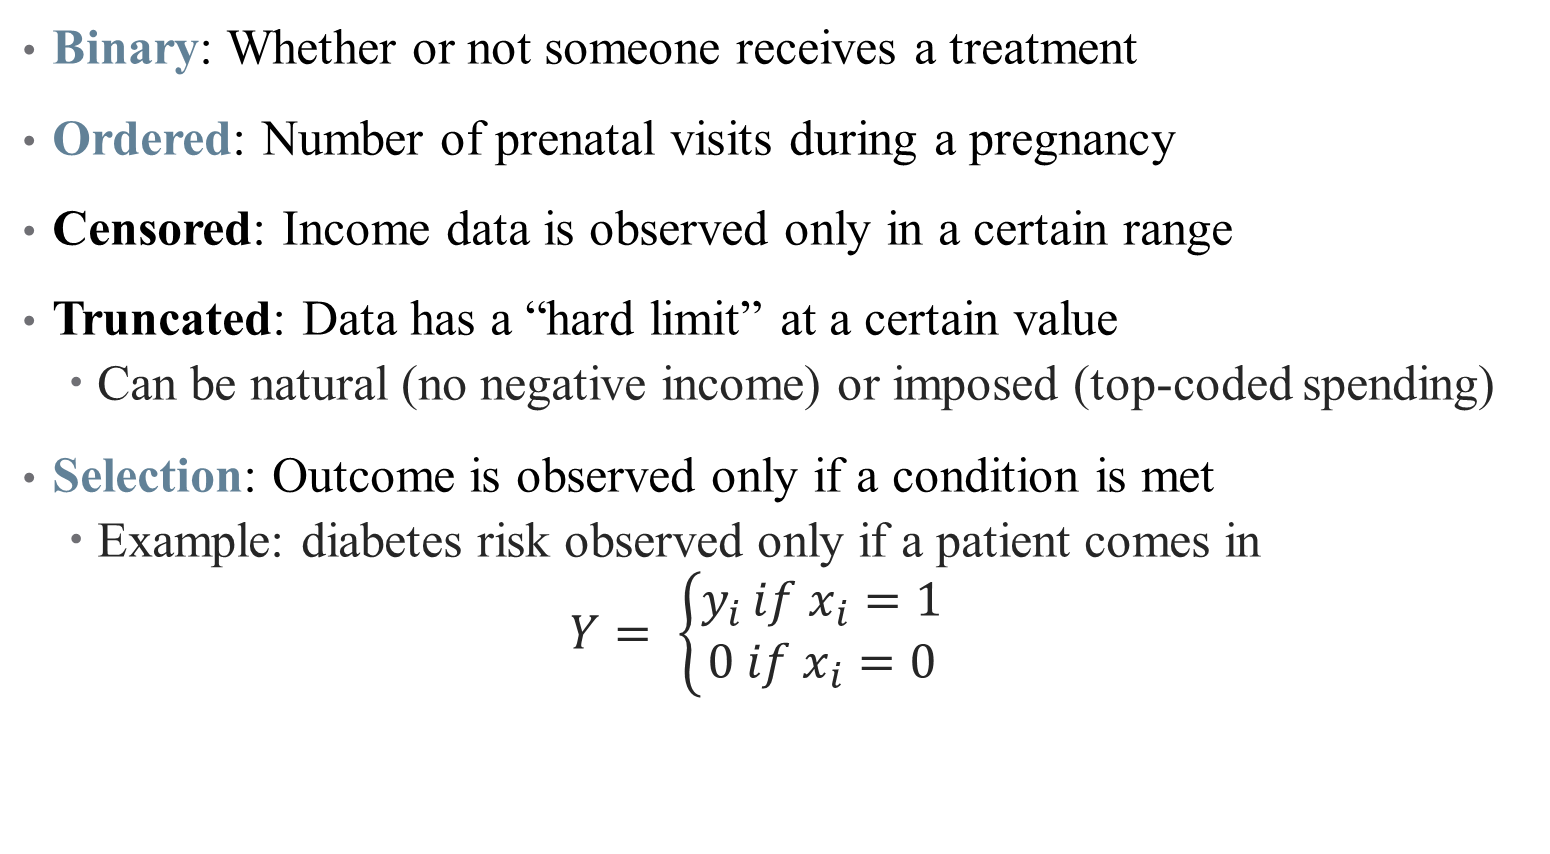 • Binary: Whether or not someone receives a treatment
• Ordered: Number of prenatal visits during a pregnancy
• Censored: Income data is observed only in a certain range
• Truncated: Data has a “hard limit” at a certain value
• Can be natural (no negative income) or imposed (top-coded spending)
• Selection: Outcome is observed only if a condition is met
• Example: diabetes risk observed only if a patient comes in
Y = { y_i if x_i = 1
0 if x_i = 0